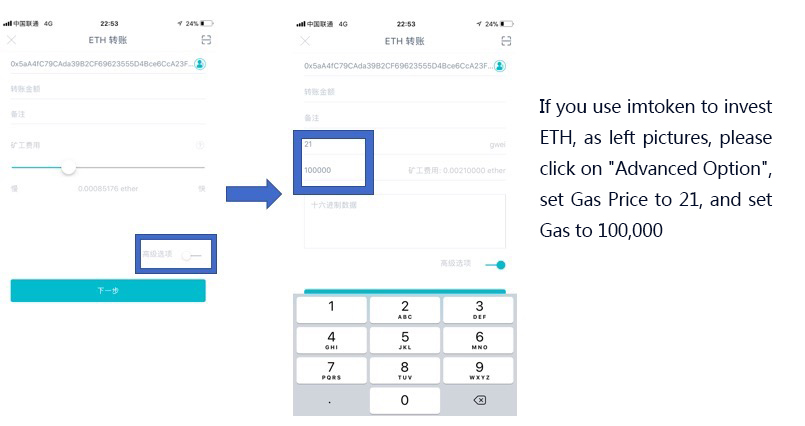 中国联通 4G 22:53 24%
ETH 转账
0x5aA4fC79CAda39B2CF69623555D4Bce6CcA23F...
转账金额
备注
矿工费用
慢 0.00085176 ether 快
高级选项
下一步
中国联通 4G 22:53 24%
ETH 转账
0x5aA4fC79CAda39B2CF69623555D4Bce6CcA23F...
转账金额
备注
21 gwei
100000 矿工费用: 0.00210000 ether
十六进制数据
高级选项
1 2 3
ABC DEF
4 5 6
GHI JKL MNO
7 8 9
PQRS TUV WXYZ
. 0
If you use imtoken to invest
ETH, as left pictures, please
click on "Advanced Option",
set Gas Price to 21, and set
Gas to 100,000